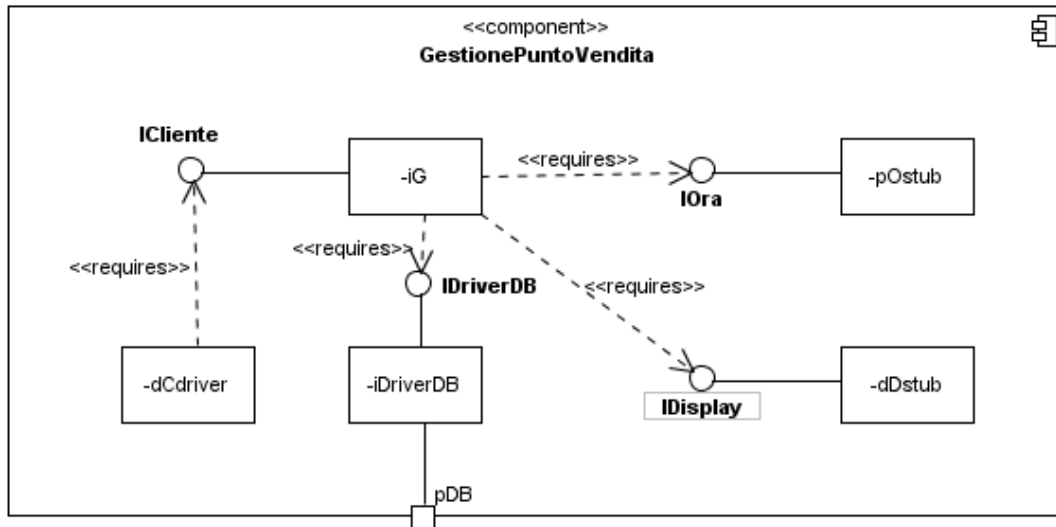 <<component>>
GestionePuntoVendita
ICliente
-iG
<<requires>>
IOra
-pOstub
<<requires>>
<<requires>>
IDriverDB
<<requires>>
-dCdriver
-iDriverDB
IDisplay
-dDstub
pDB